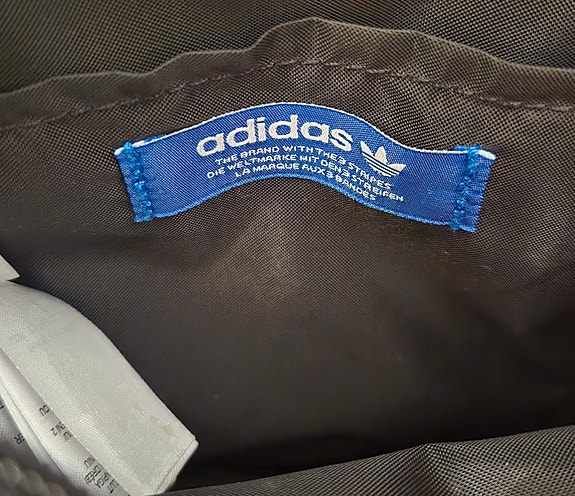 adidas
THE BRAND WITH THE 3 STRIPES
DIE WELTMARKE MIT DEN 3 STREIFEN
LA MARQUE AUX 3 BANDES